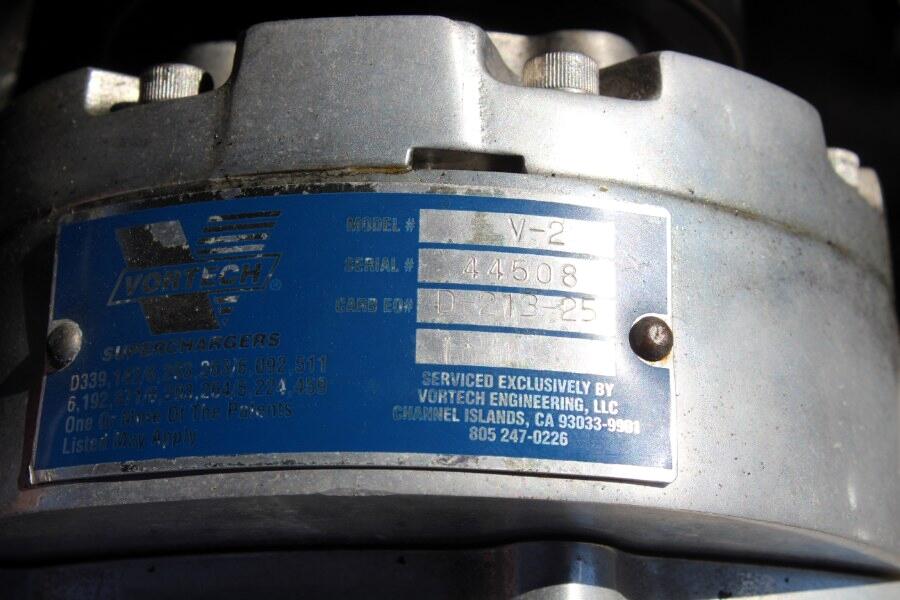 VORTECH®
SUPERCHARGERS
MODEL # V-2
SERIAL # 44508
CARB EO# D-213-25
SERVICED EXCLUSIVELY BY
VORTECH ENGINEERING, LLC
CHANNEL ISLANDS, CA 93033-9901
805 247-0226
One Or More Of The Patents
Listed May Apply